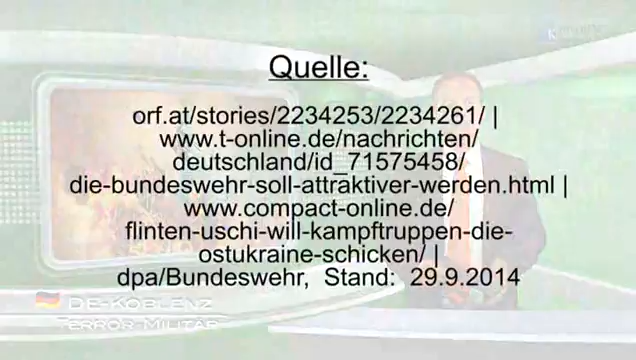 Quelle:
orf.at/stories/2234253/2234261/ |
www.t-online.de/nachrichten/
deutschland/id_71575458/
die-bundeswehr-soll-attraktiver-werden.html |
www.compact-online.de/
flinten-uschi-will-kampftruppen-die-
ostukraine-schicken/ |
dpa/Bundeswehr, Stand: 29.9.2014
DE-KOBLENZ
TERROR-MILITÄR